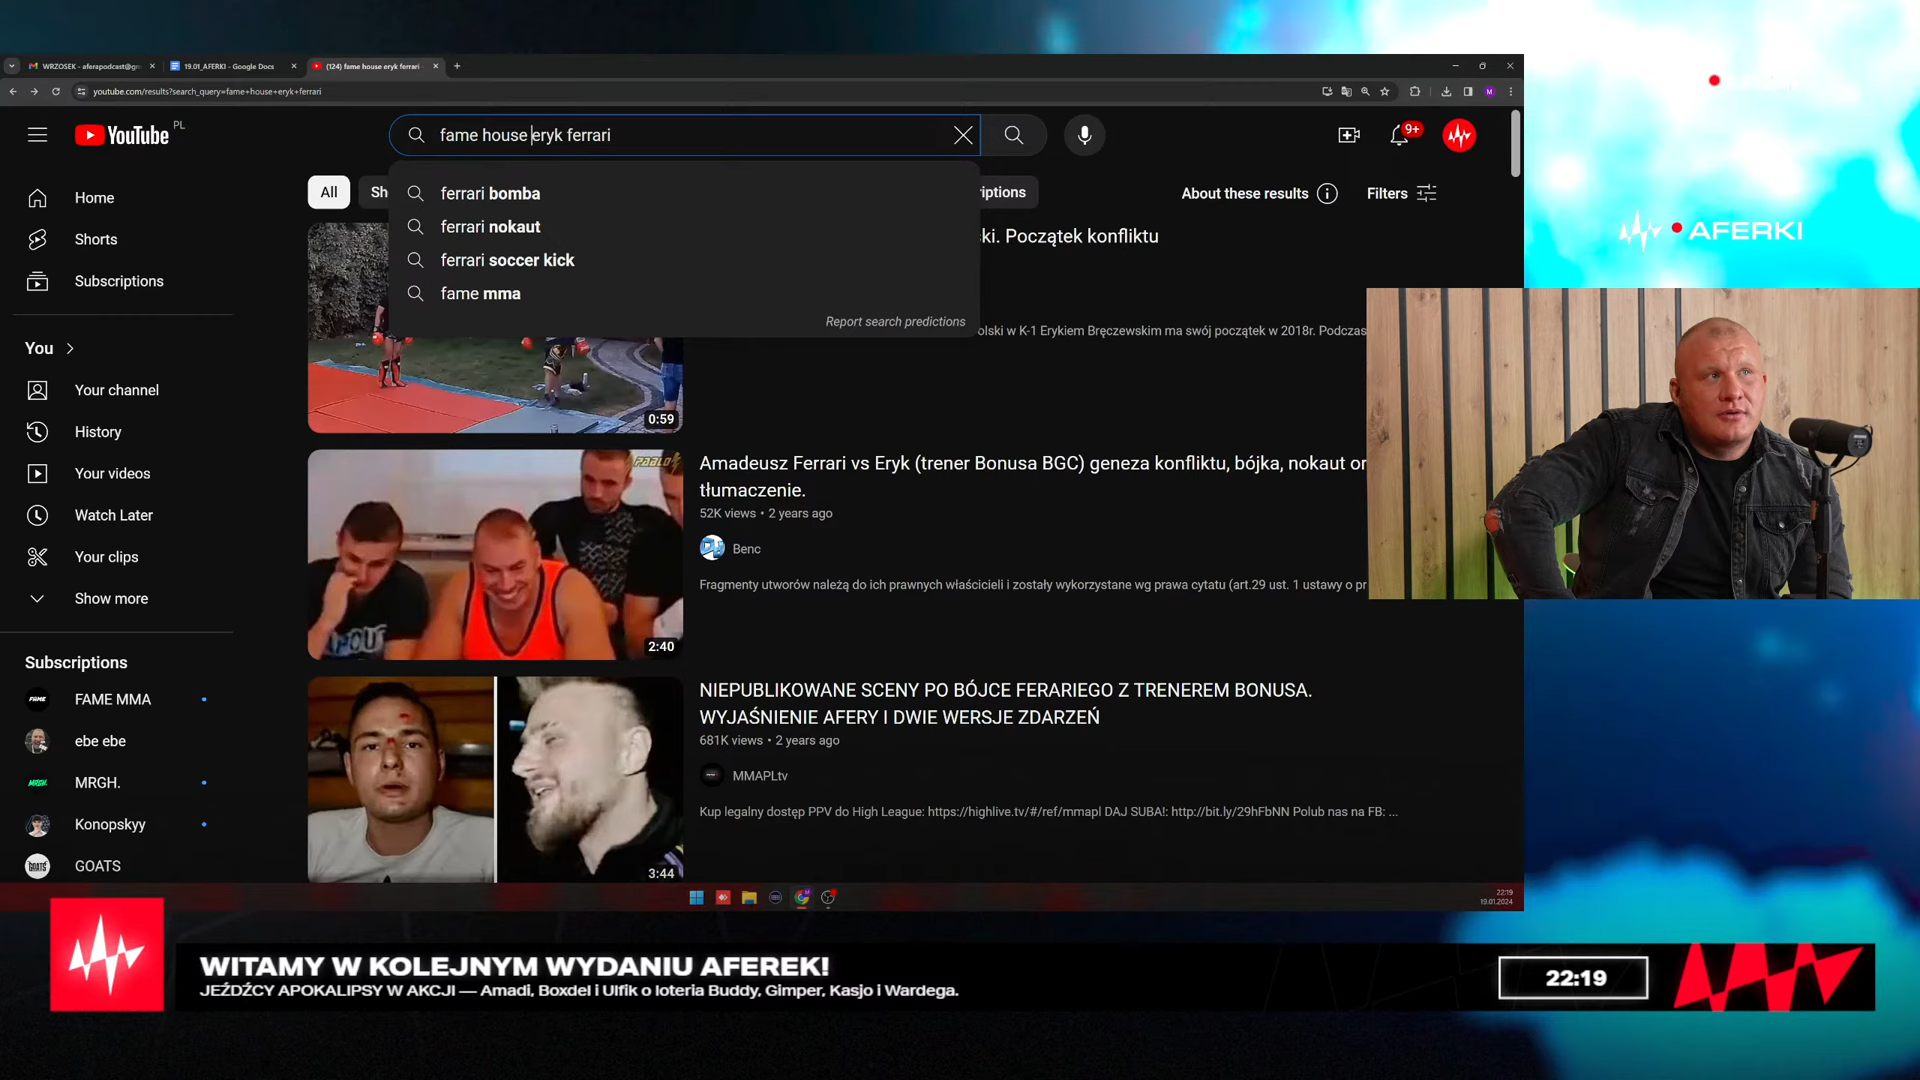 WRZOSEK - aferapodcast@gm
19.01_AFERKI - Google Docs
(124) fame house eryk ferrari -
youtube.com/results?search_query=fame+house+eryk+ferrari
M
YouTube PL
fame house eryk ferrari
9+
ferrari bomba
ferrari nokaut
ferrari soccer kick
fame mma
Report search predictions
Home
Shorts
Subscriptions
You
Your channel
History
Your videos
Watch Later
Your clips
Show more
Subscriptions
FAME MMA
ebe ebe
MRGH.
Konopskyy
GOATS
All
Sh
iptions
About these results
Filters
ski. Początek konfliktu
olski w K-1 Erykiem Bręczewskim ma swój początek w 2018r. Podczas
0:59
Amadeusz Ferrari vs Eryk (trener Bonusa BGC) geneza konfliktu, bójka, nokaut or
tłumaczenie.
52K views • 2 years ago
Benc
Fragmenty utworów należą do ich prawnych właścicieli i zostały wykorzystane wg prawa cytatu (art.29 ust. 1 ustawy o pr
2:40
NIEPUBLIKOWANE SCENY PO BÓJCE FERARIEGO Z TRENEREM BONUSA.
WYJAŚNIENIE AFERY I DWIE WERSJE ZDARZEŃ
681K views • 2 years ago
MMAPLtv
Kup legalny dostęp PPV do High League: https://highlive.tv/#/ref/mmapl DAJ SUBA!: http://bit.ly/29hFbNN Polub nas na FB: ...
3:44
22:19
19.01.2024
AFERKI
WITAMY W KOLEJNYM WYDANIU AFEREK!
JEŹDŹCY APOKALIPSY W AKCJI — Amadi, Boxdel i Ulfik o loteria Buddy, Gimper, Kasjo i Wardega.
22:19